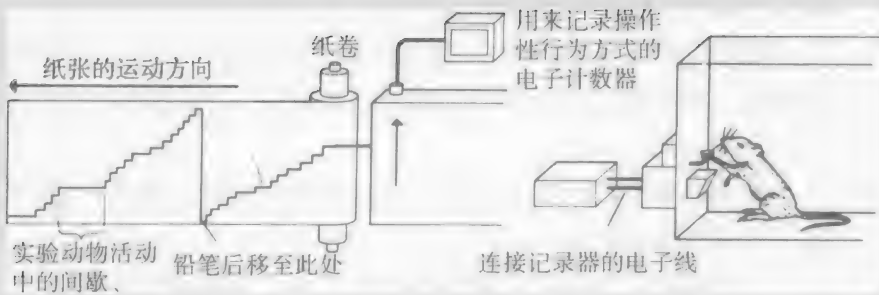 纸张的运动方向
纸卷
用来记录操作
性行为方式的
电子计数器
实验动物活动
中的间歇、
铅笔后移至此处
连接记录器的电子线